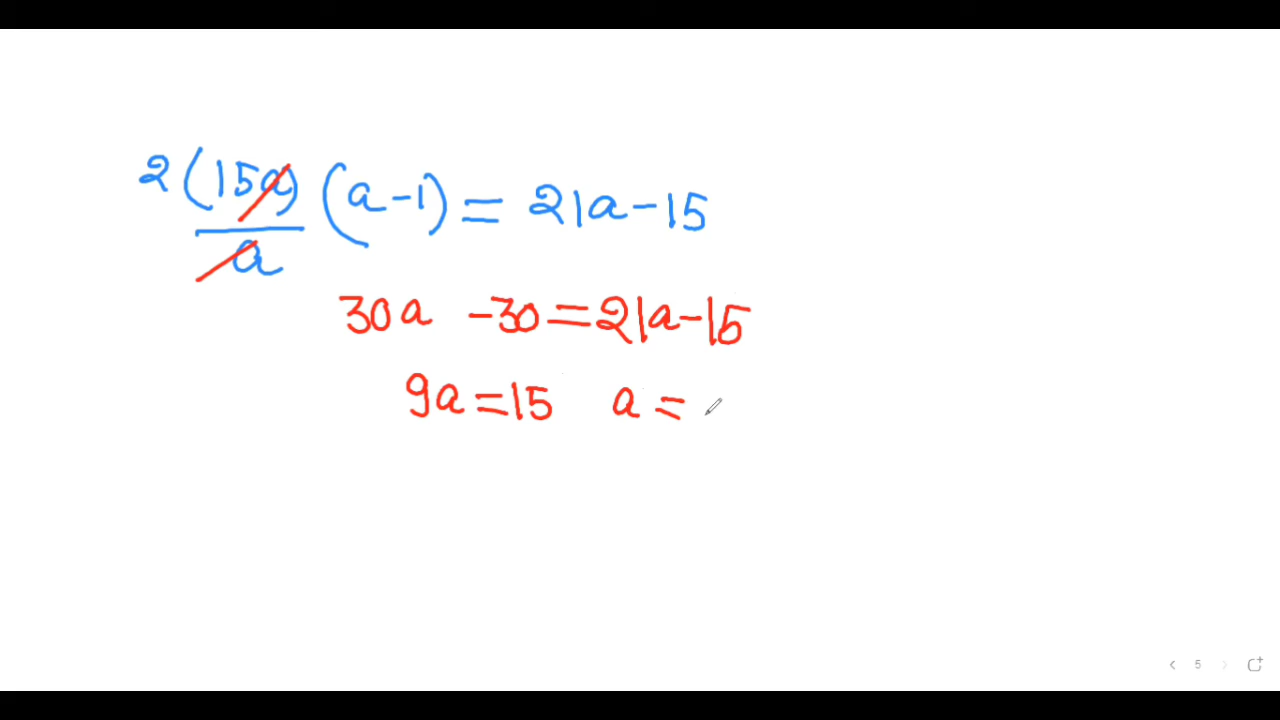 2(15a)/a (a-1) = 21a-15
30a -30=21a-15
9a=15 a =
5